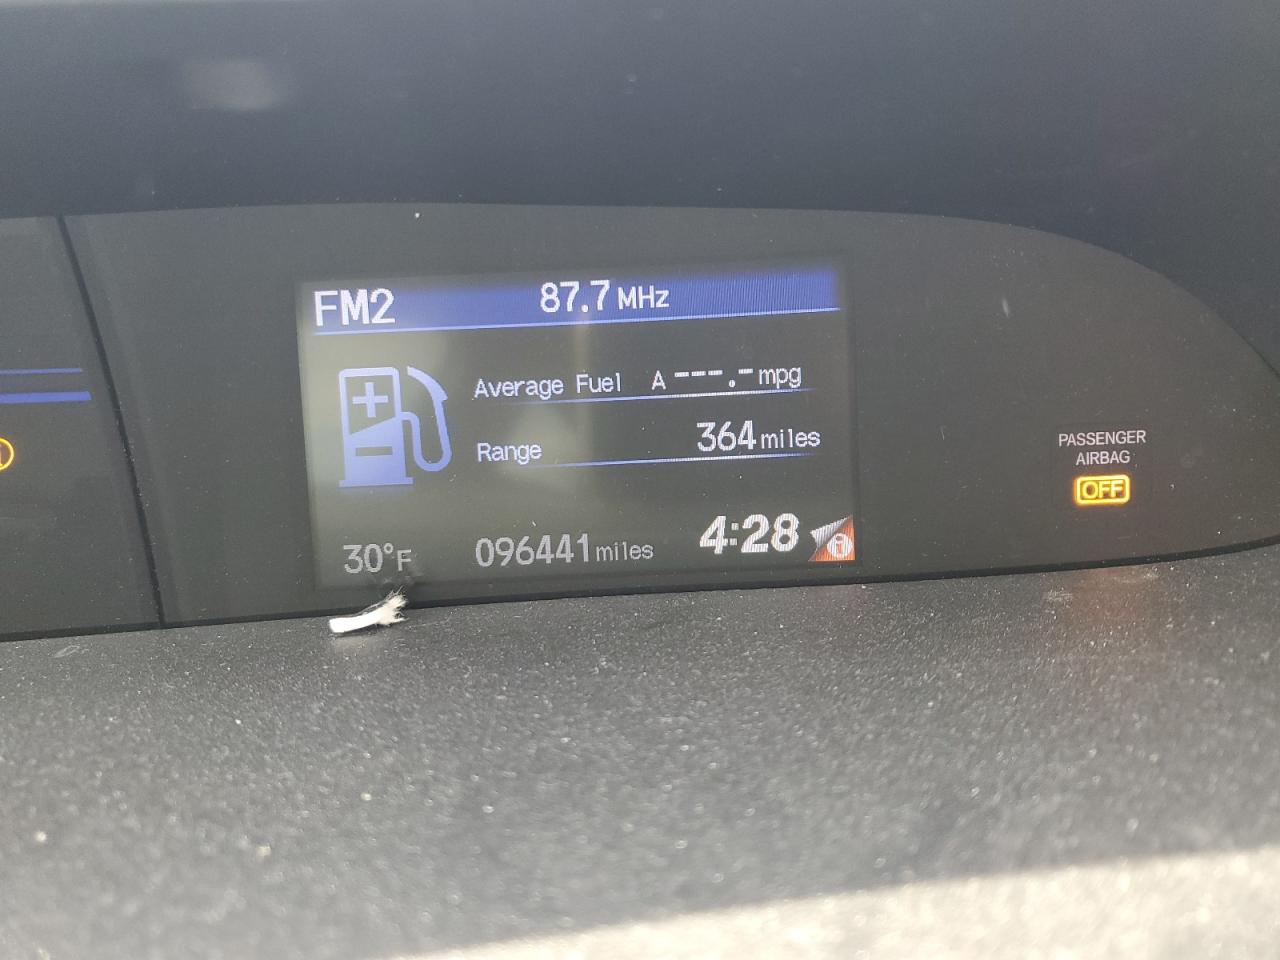 FM2 87.7 MHz
Average Fuel A ---.- mpg
Range 364 miles
30°F 096441 miles 4:28 i
PASSENGER
AIRBAG
OFF